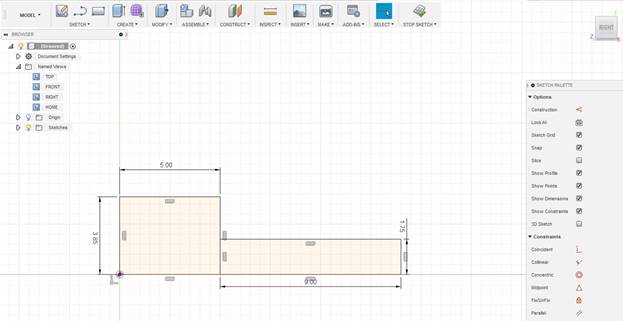 MODEL
SKETCH
CREATE
MODIFY
ASSEMBLE
CONSTRUCT
INSPECT
INSERT
MAKE
ADD-INS
SELECT
STOP SKETCH
RIGHT
BROWSER
(Unsaved)
Document Settings
Named Views
TOP
FRONT
RIGHT
HOME
Origin
Sketches
5.00
3.85
1.75
9.00
SKETCH PALETTE
Options
Construction
Look At
Sketch Grid
Snap
Slice
Show Profile
Show Points
Show Dimensions
Show Constraints
3D Sketch
Constraints
Coincident
Collinear
Concentric
Midpoint
Fix/UnFix
Parallel